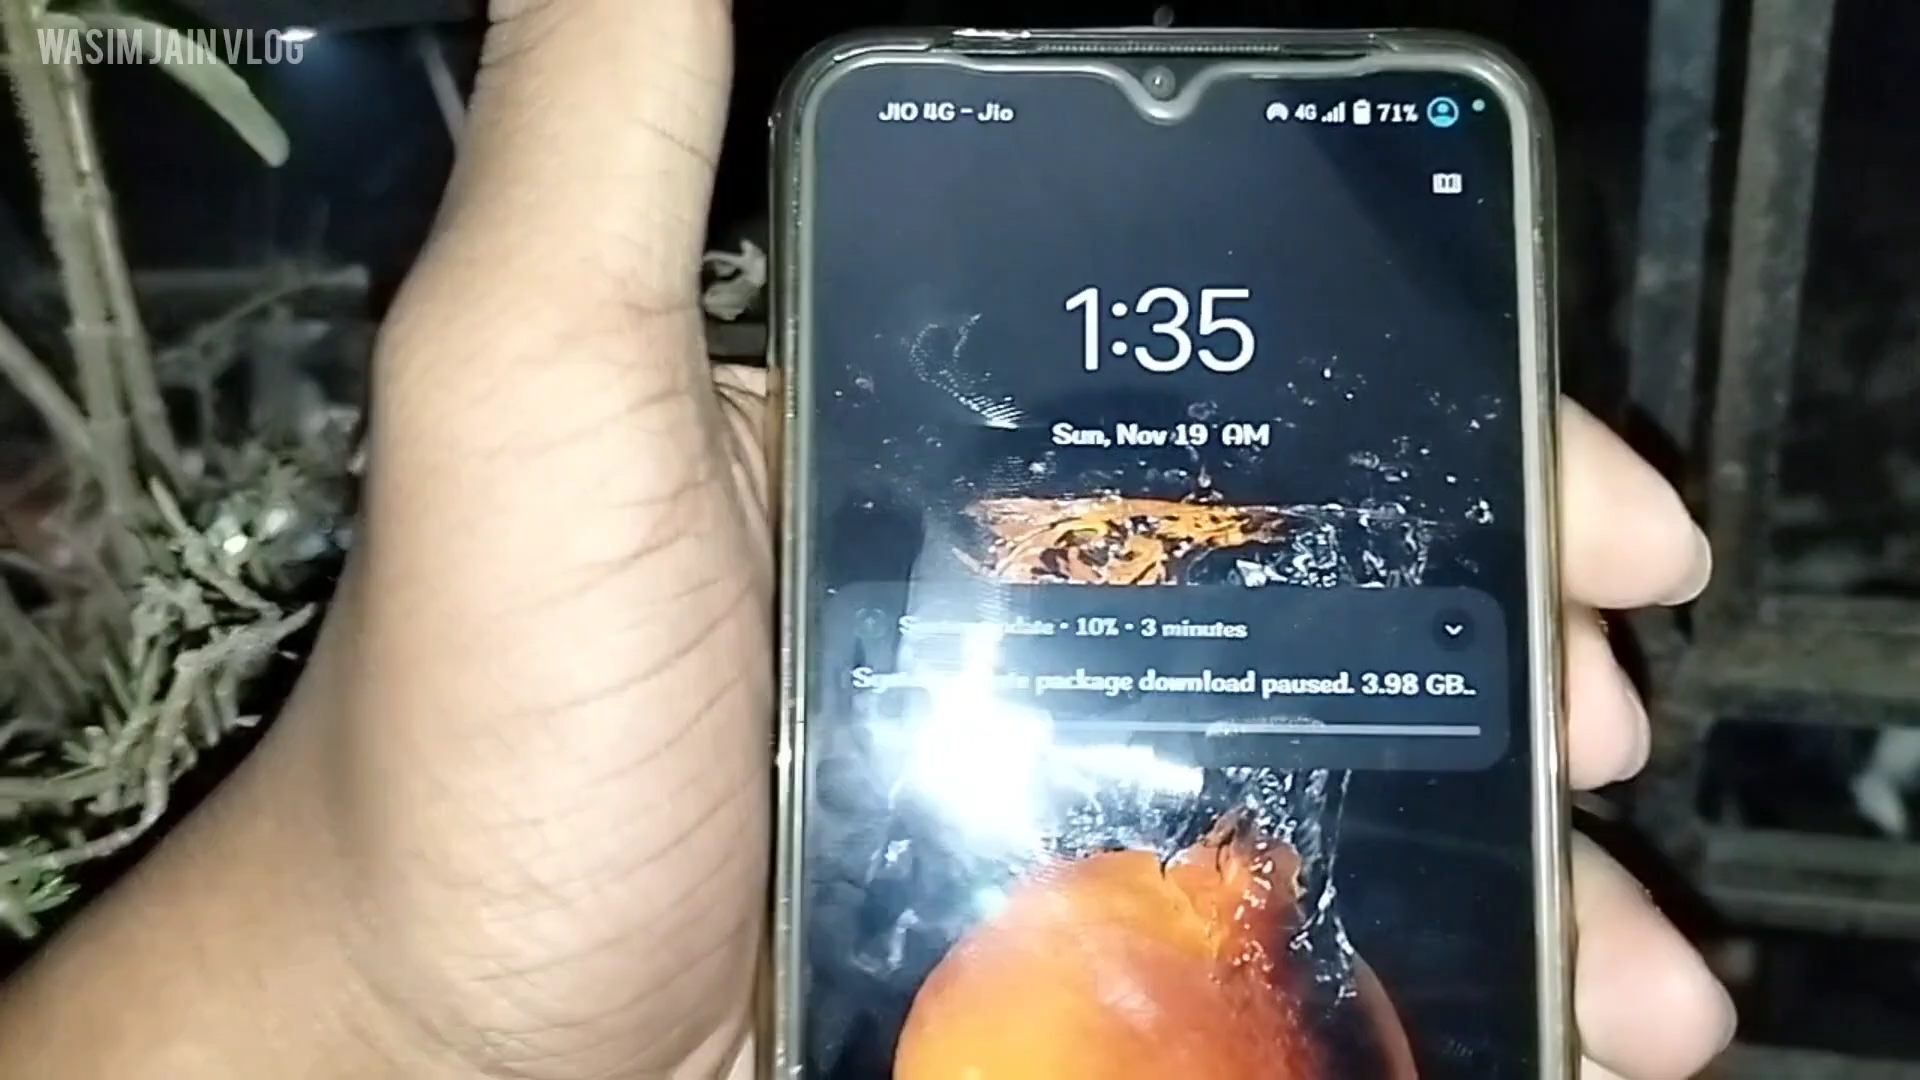 WASIM JAIN VLOG
JIO 4G - Jio
4G 71%
1:35
Sun, Nov 19 AM
10% • 3 minutes
package download paused. 3.98 GB..